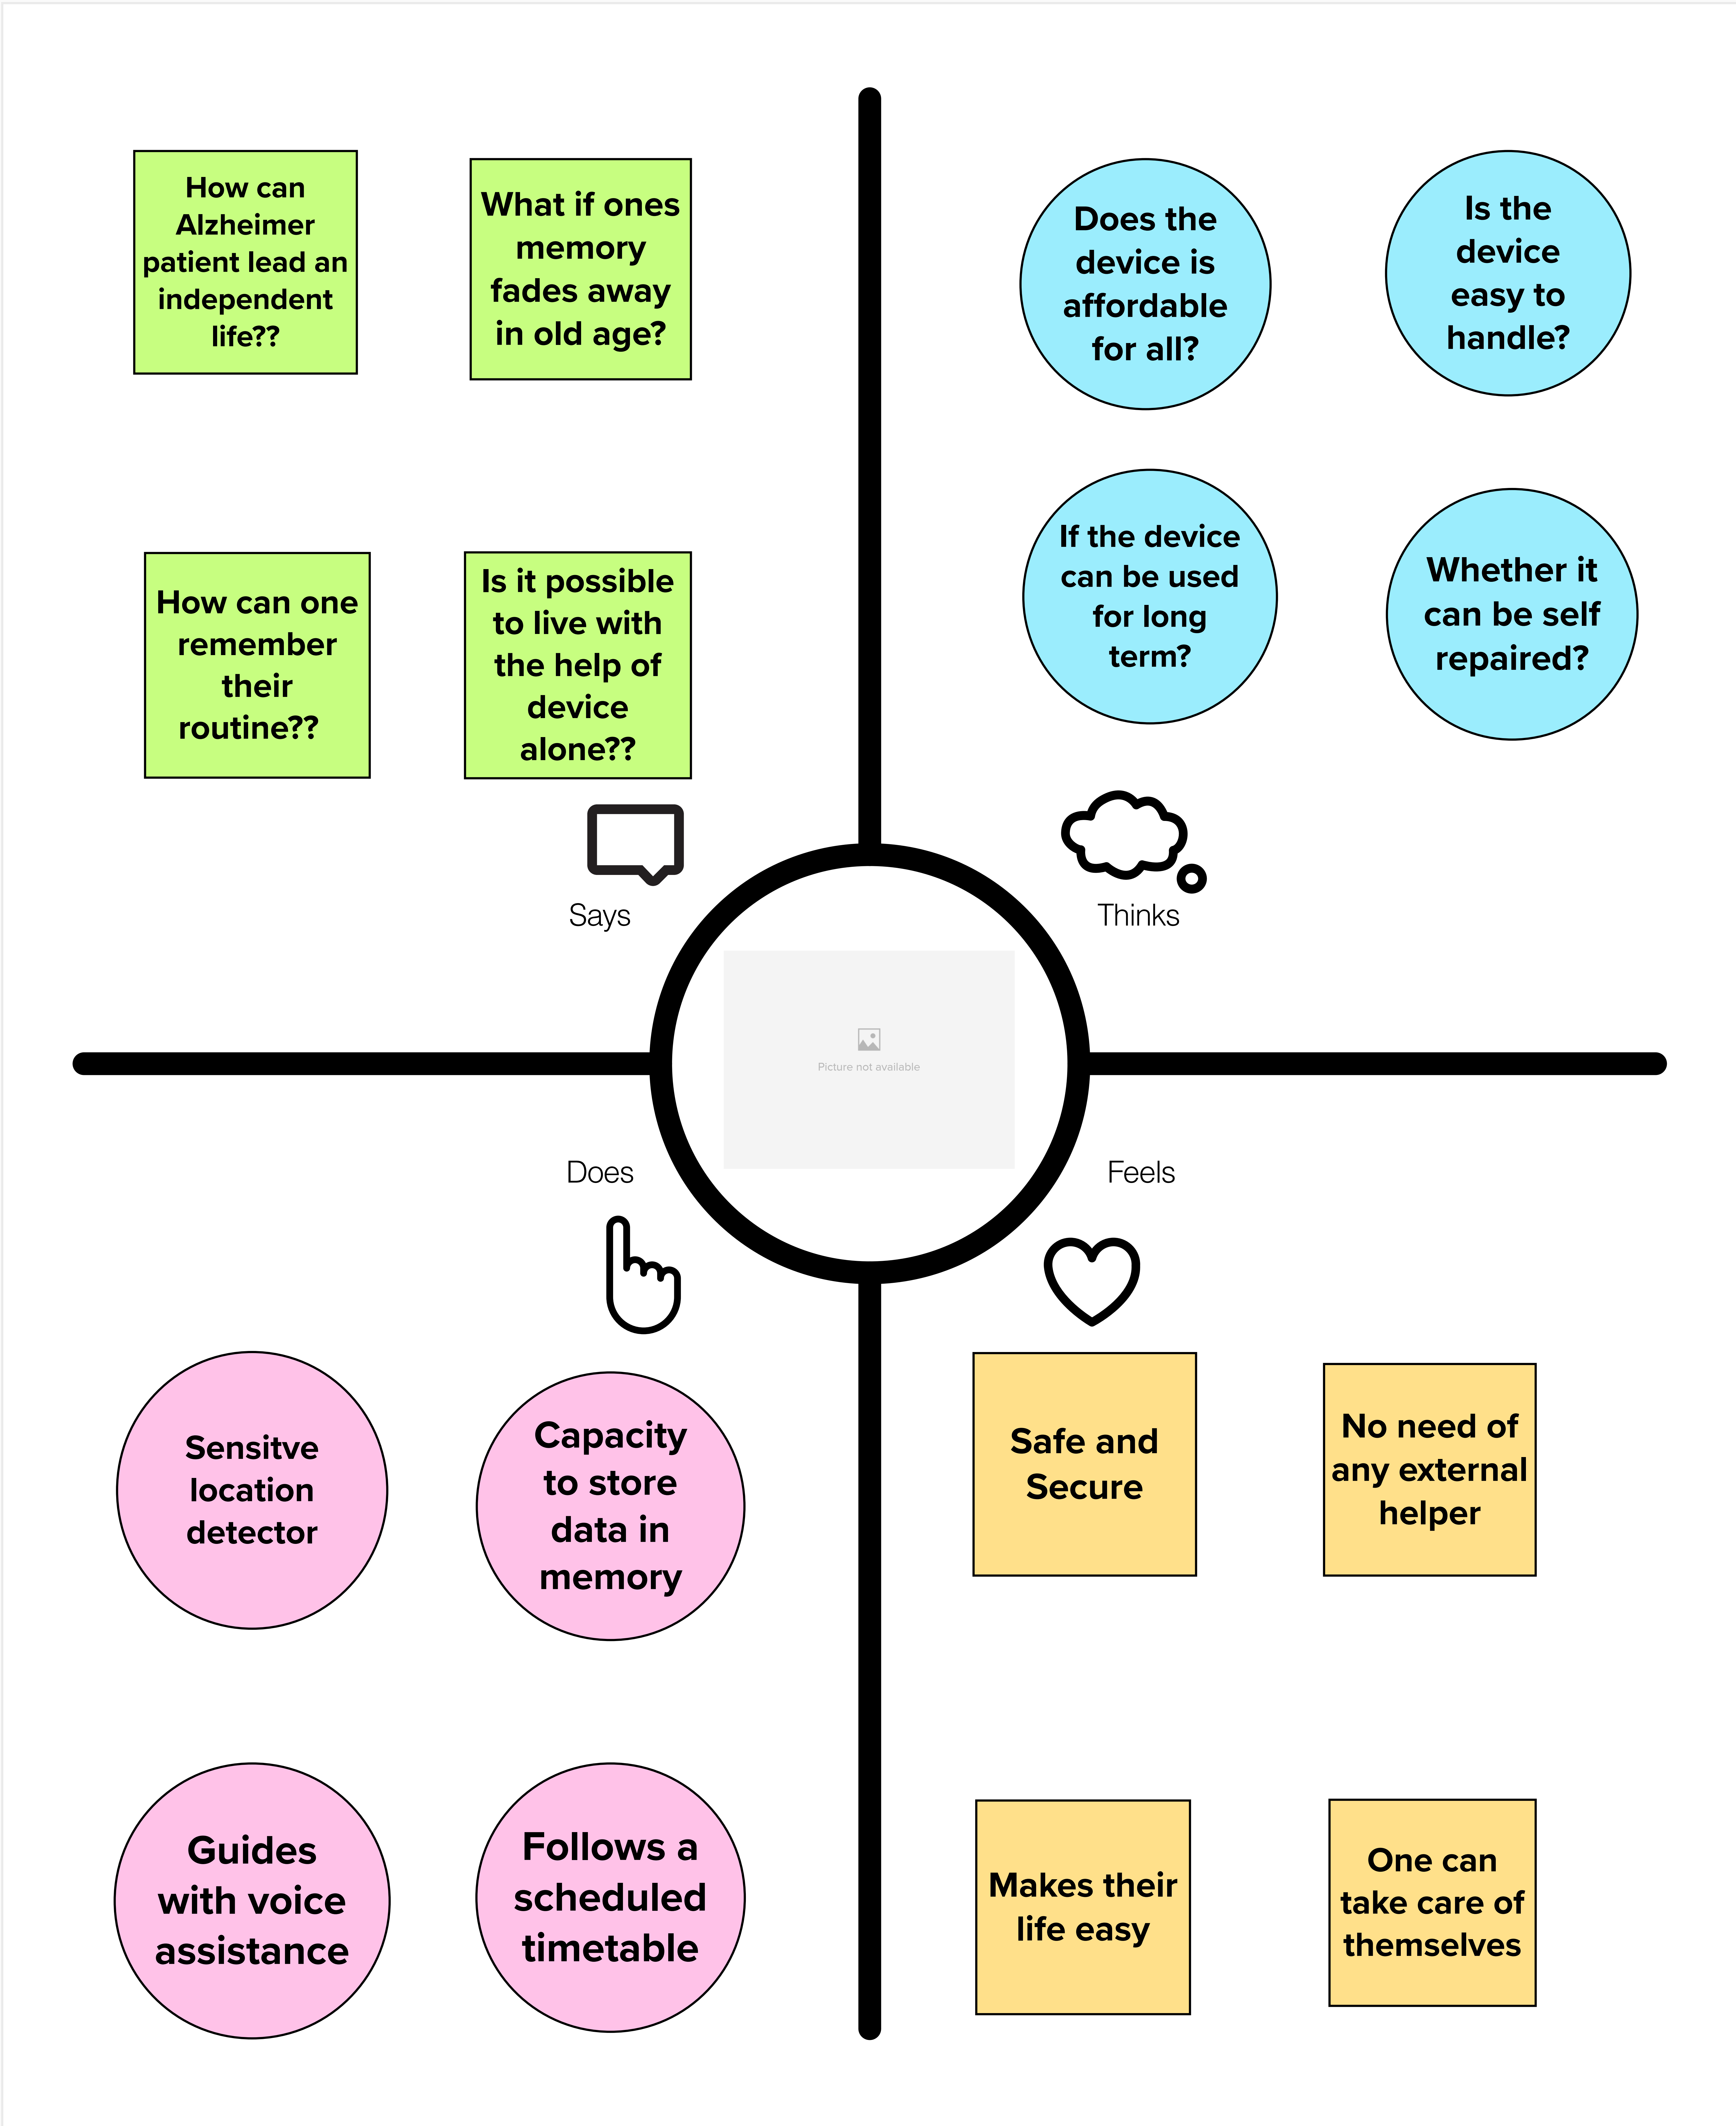 How can
Alzheimer
patient lead an
independent
life??
What if ones
memory
fades away
in old age?
How can one
remember
their
routine??
Is it possible
to live with
the help of
device
alone??
Says
Does the
device is
affordable
for all?
Is the
device
easy to
handle?
If the device
can be used
for long
term?
Whether it
can be self
repaired?
Thinks
Picture not available
Does
Sensitve
location
detector
Capacity
to store
data in
memory
Guides
with voice
assistance
Follows a
scheduled
timetable
Feels
Safe and
Secure
No need of
any external
helper
Makes their
life easy
One can
take care of
themselves